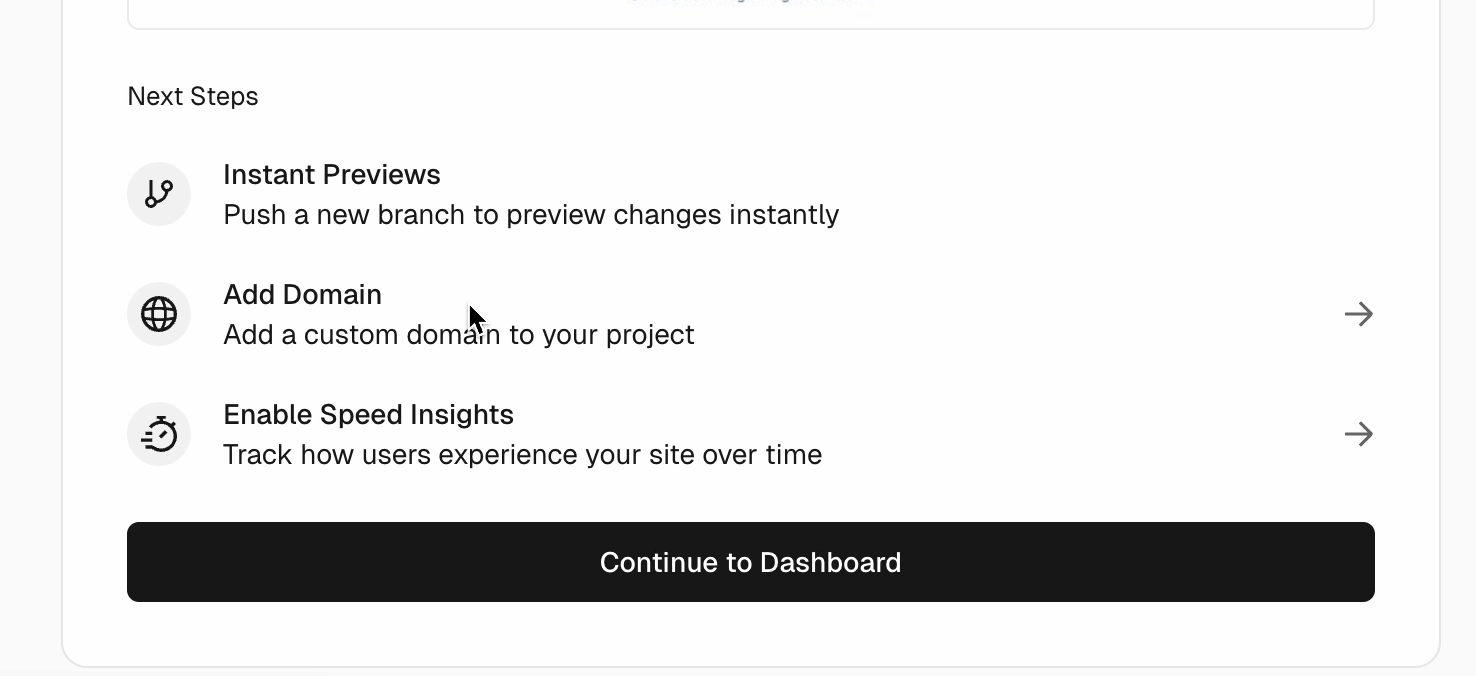 Next Steps
Instant Previews
Push a new branch to preview changes instantly
Add Domain
Add a custom domain to your project
Enable Speed Insights
Track how users experience your site over time
Continue to Dashboard